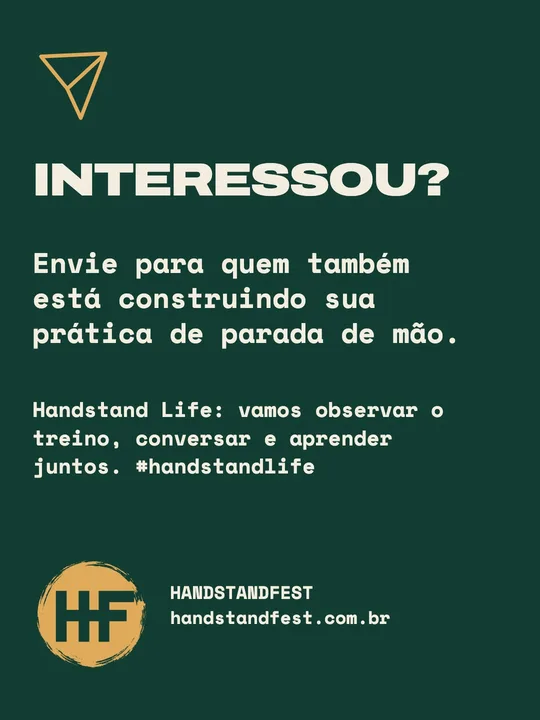 INTERESSOU?
Envie para quem também
está construindo sua
prática de parada de mão.
Handstand Life: vamos observar o
treino, conversar e aprender
juntos. #handstandlife
HF
HANDSTANDFEST
handstandfest.com.br